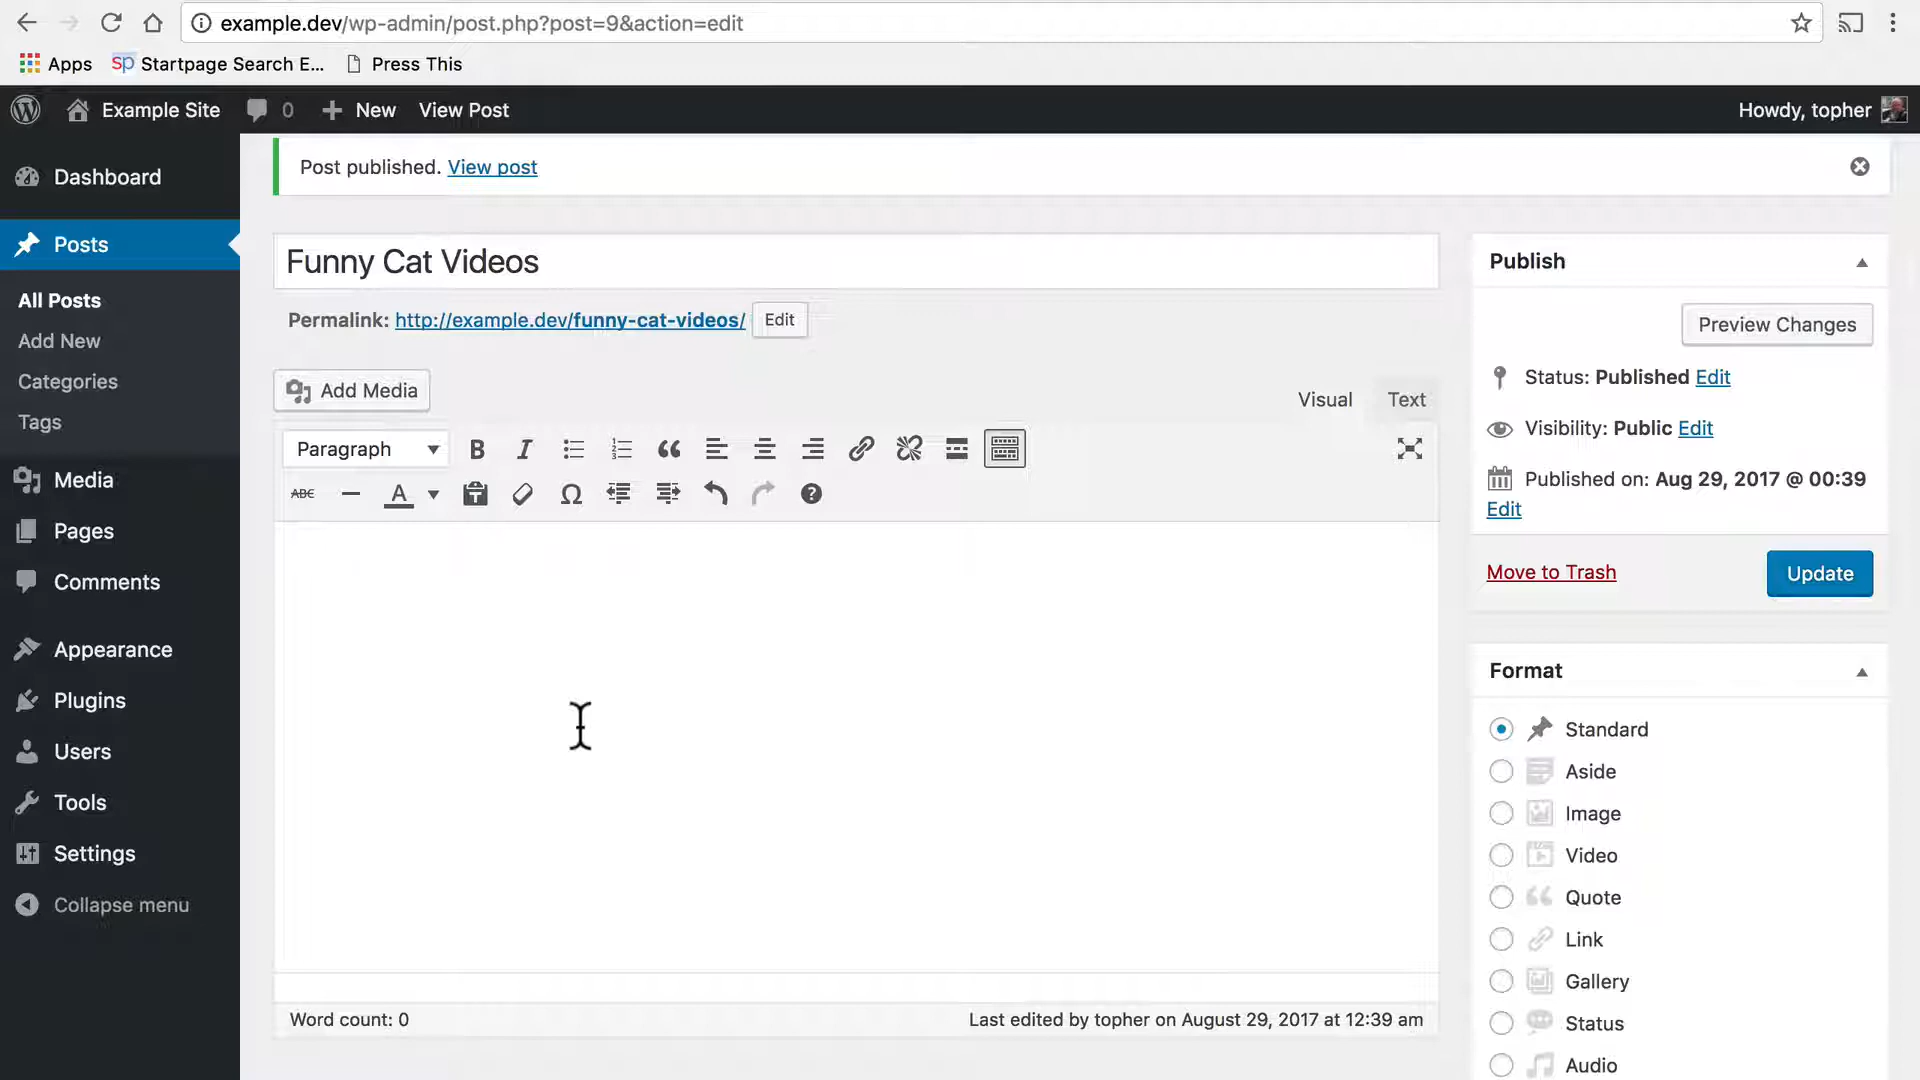 example.dev/wp-admin/post.php?post=9&action=edit
Apps
Startpage Search E...
Press This
Example Site
0
New
View Post
Howdy, topher
Dashboard
Posts
All Posts
Add New
Categories
Tags
Media
Pages
Comments
Appearance
Plugins
Users
Tools
Settings
Collapse menu
Post published. View post
Funny Cat Videos
Permalink: http://example.dev/funny-cat-videos/ Edit
Add Media
Visual
Text
Paragraph
B
I
ABC
A
Ω
Word count: 0
Last edited by topher on August 29, 2017 at 12:39 am
Publish
Preview Changes
Status: Published Edit
Visibility: Public Edit
Published on: Aug 29, 2017 @ 00:39
Edit
Move to Trash
Update
Format
Standard
Aside
Image
Video
Quote
Link
Gallery
Status
Audio